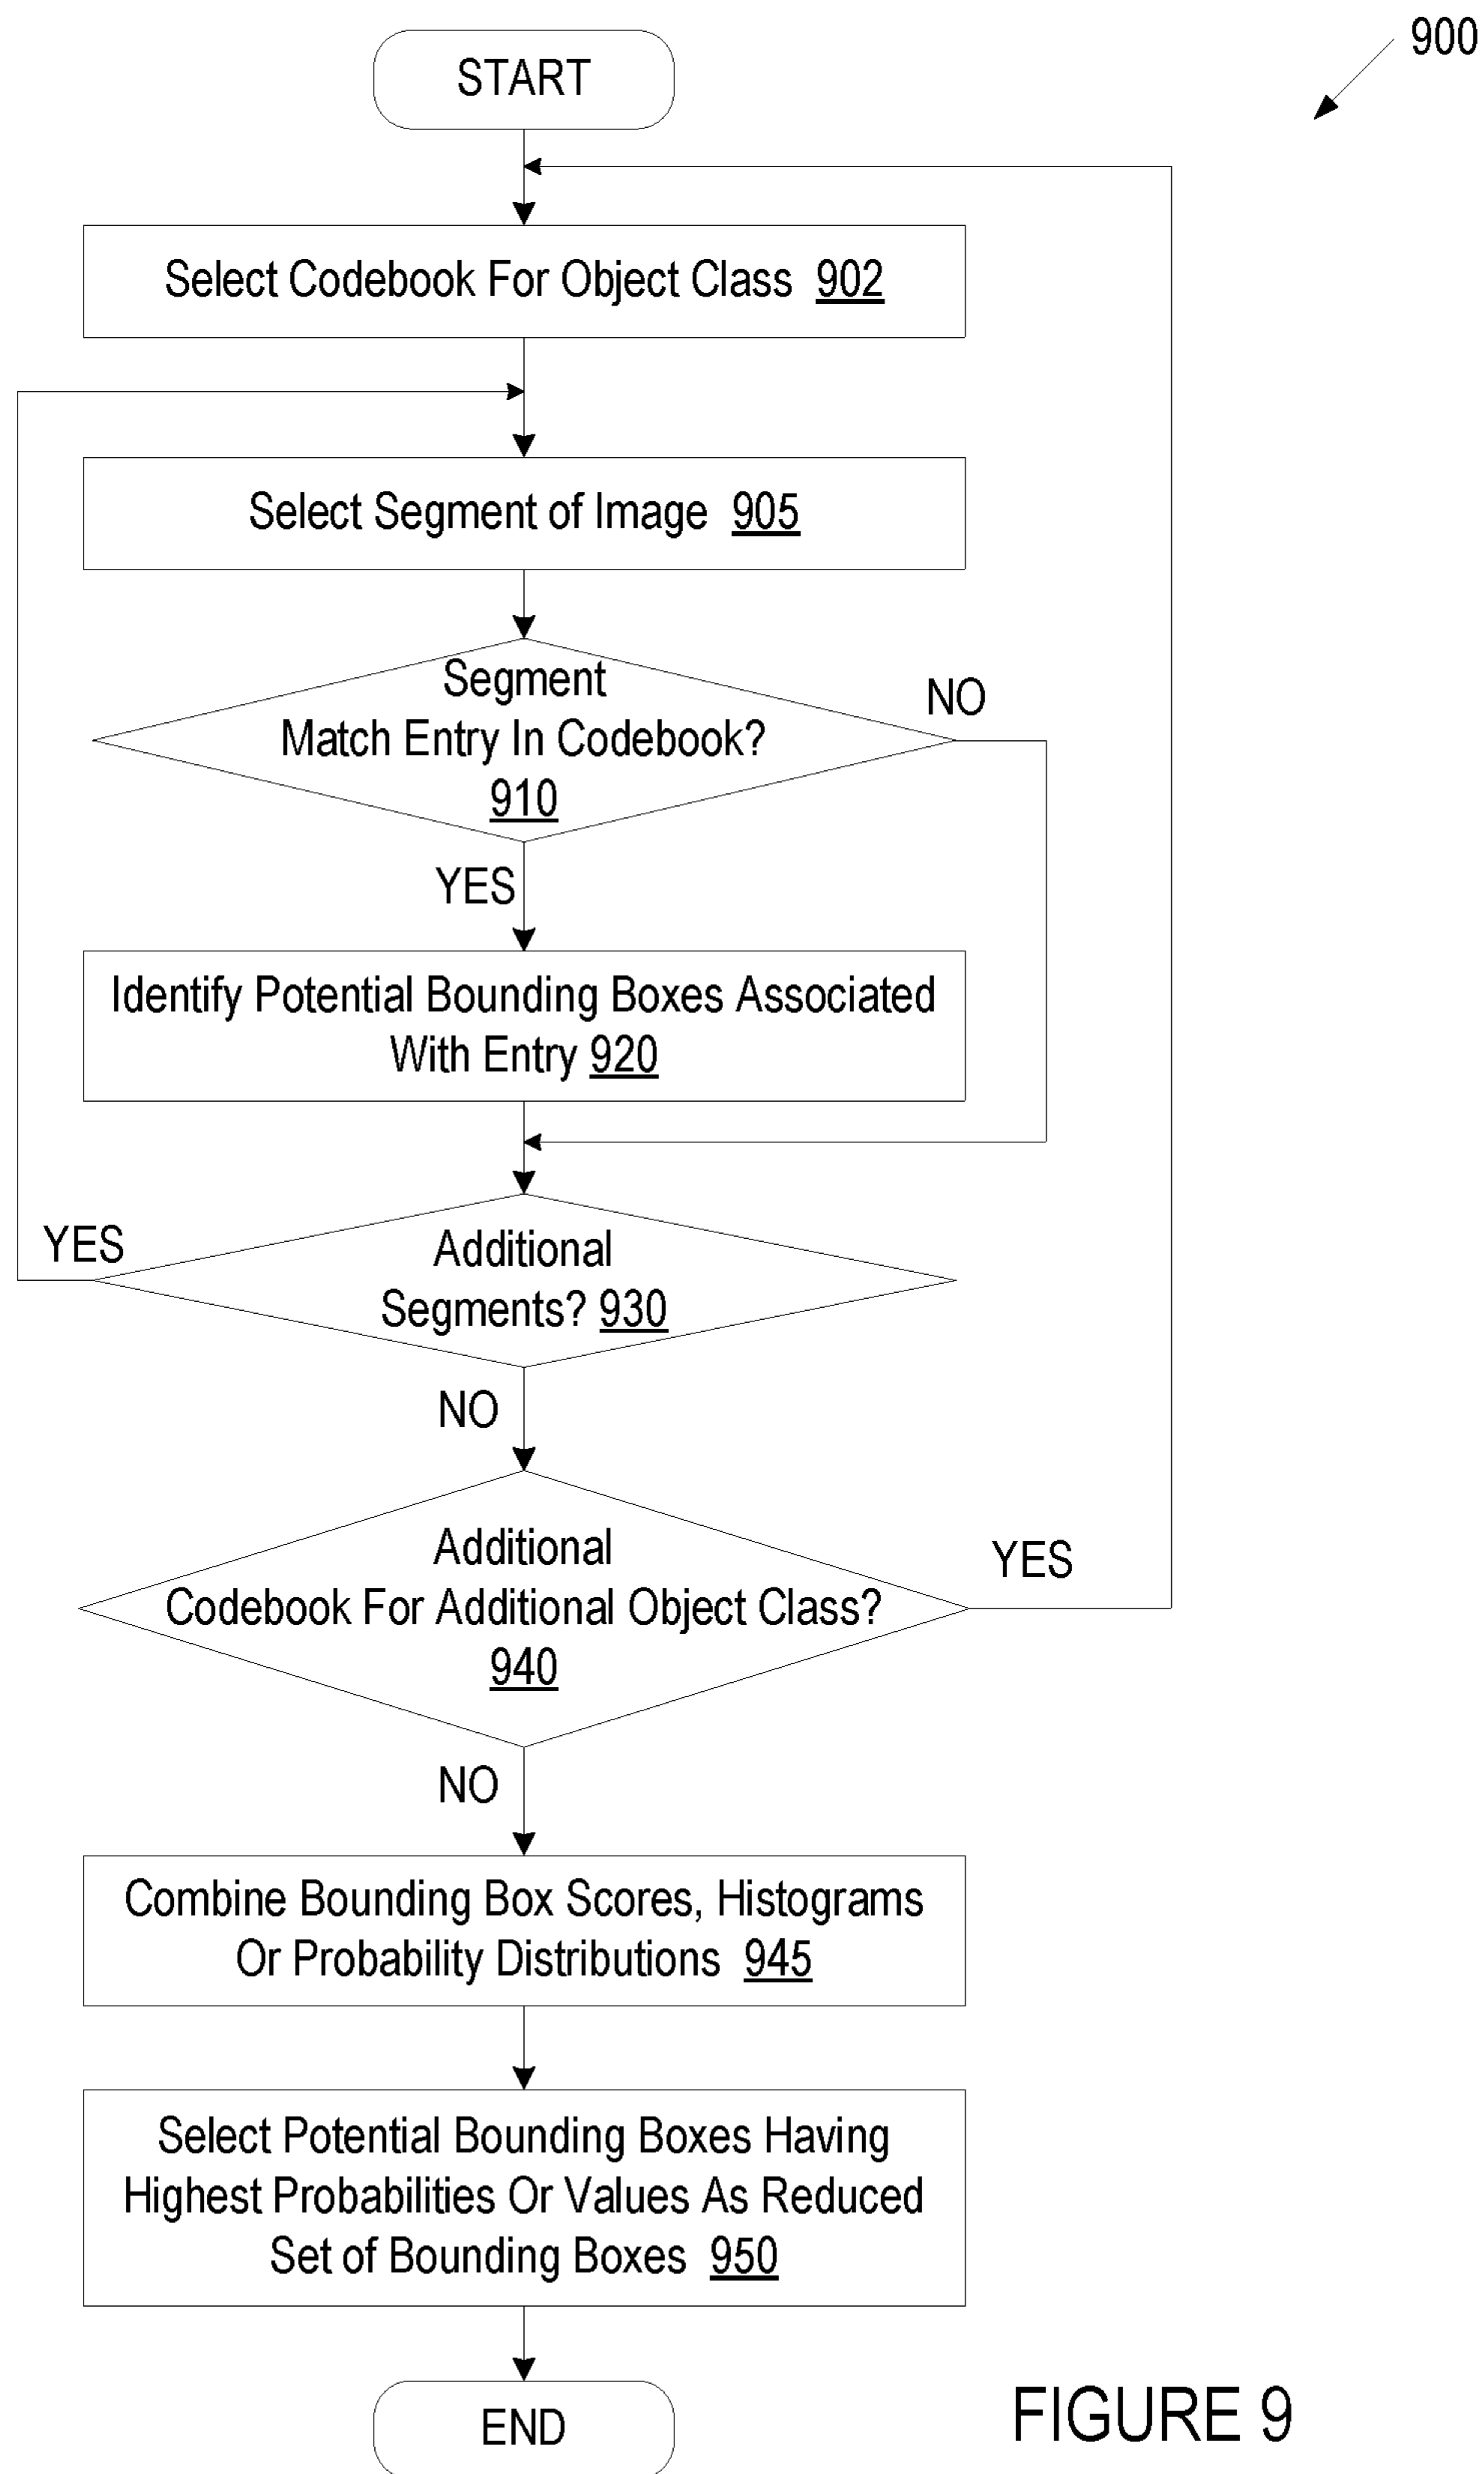 900
START
Select Codebook For Object Class 902
Select Segment of Image 905
Segment
Match Entry In Codebook?
910
NO
YES
Identify Potential Bounding Boxes Associated
With Entry 920
YES
Additional
Segments? 930
NO
Additional
Codebook For Additional Object Class?
940
YES
NO
Combine Bounding Box Scores, Histograms
Or Probability Distributions 945
Select Potential Bounding Boxes Having
Highest Probabilities Or Values As Reduced
Set of Bounding Boxes 950
END
FIGURE 9